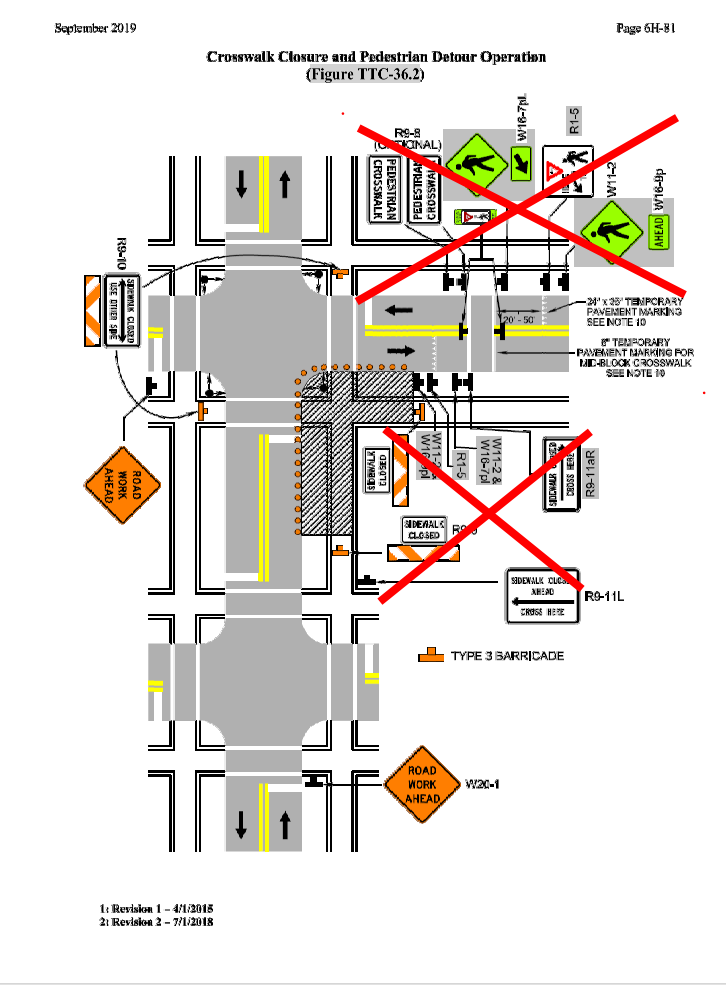 September 2019
Page 6H-81
Crosswalk Closure and Pedestrian Detour Operation
(Figure TTC-36.2)
R9-8
(OPTIONAL)
PEDESTRIAN
CROSSWALK
PEDESTRIAN
CROSSWALK
W16-7pL
R1-5
W11-2
W16-9p
AHEAD
R9-10
SIDEWALK CLOSED
USE OTHER SIDE
24" x 36" TEMPORARY
PAVEMENT MARKING
SEE NOTE 10
20' - 50'
6" TEMPORARY
PAVEMENT MARKING FOR
MID-BLOCK CROSSWALK
SEE NOTE 10
ROAD
WORK
AHEAD
SIDEWALK
CLOSED
W11-2 &
R1-5
W11-2 &
W16-7pl
SIDEWALK CLOSED
CROSS HERE
R9-11aR
SIDEWALK
CLOSED
SIDEWALK CLOSED
AHEAD
CROSS HERE
R9-11L
TYPE 3 BARRICADE
ROAD
WORK
AHEAD
W20-1
1: Revision 1 – 4/1/2015
2: Revision 2 – 7/1/2018